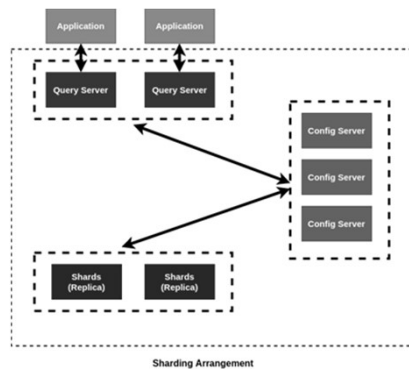 Application
Application
Query Server
Query Server
Config Server
Config Server
Config Server
Shards
(Replica)
Shards
(Replica)
Sharding Arrangement